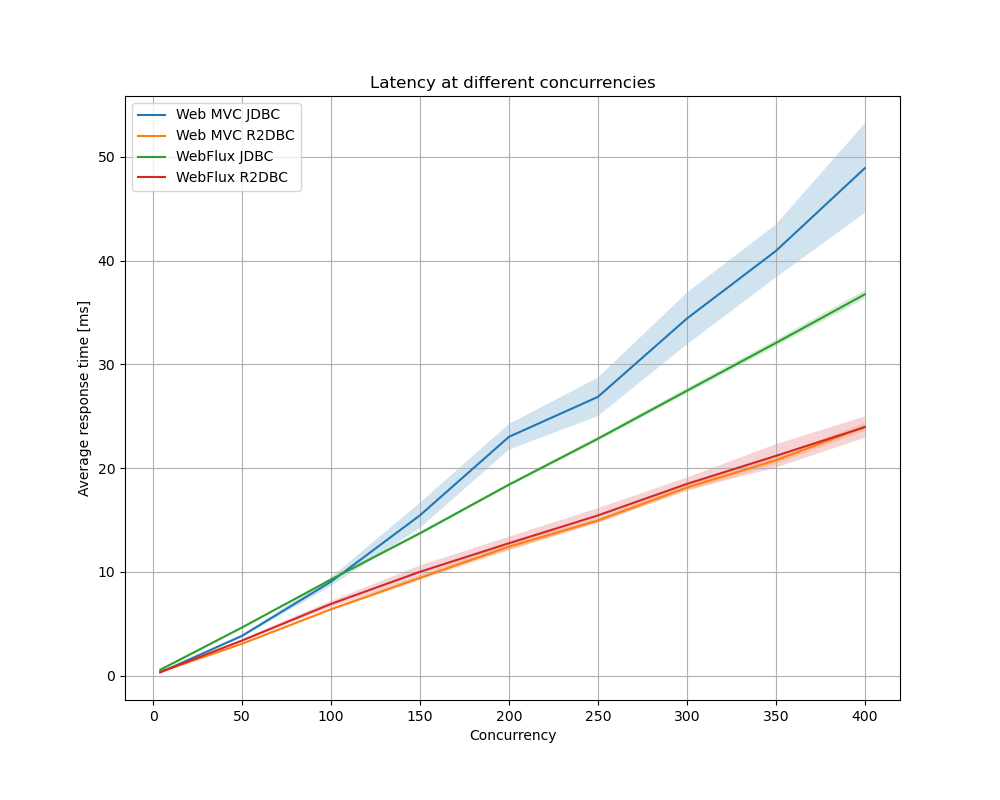 Latency at different concurrencies
Web MVC JDBC
Web MVC R2DBC
WebFlux JDBC
WebFlux R2DBC
Average response time [ms]
50
40
30
20
10
0
0 50 100 150 200 250 300 350 400
Concurrency